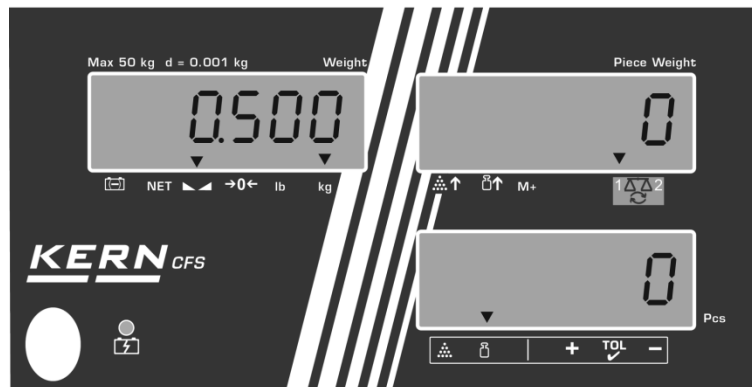 Max 50 kg d = 0.001 kg Weight
Piece Weight
0.500
0
NET →0← lb kg
M+ 1 2
KERN CFS
0
Pcs
+ TOL −